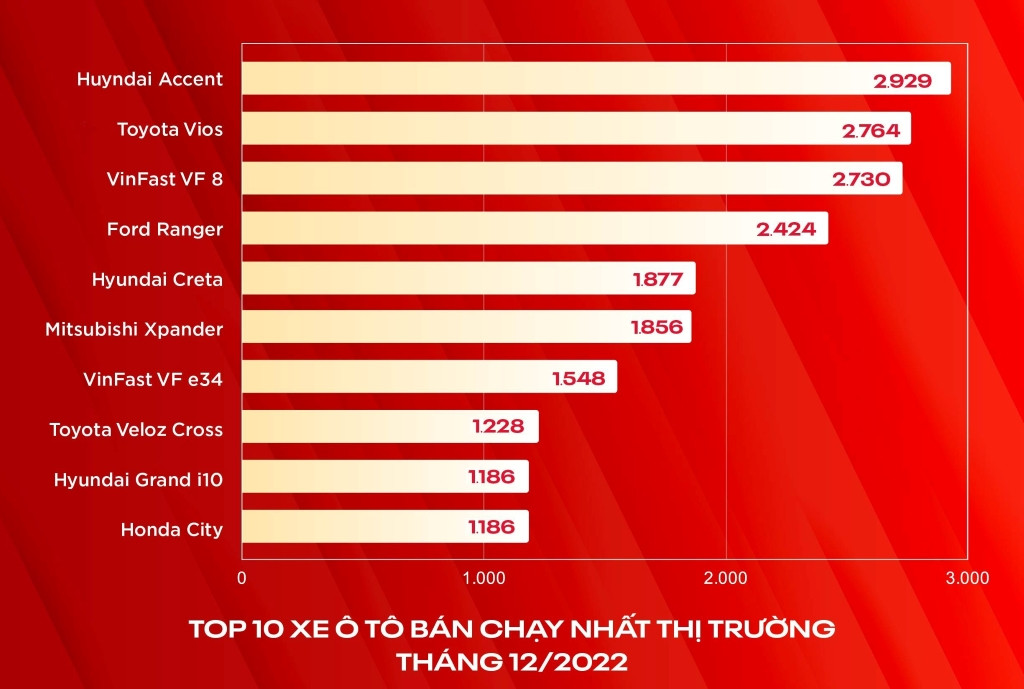 Huyndai Accent 2.929
Toyota Vios 2.764
VinFast VF 8 2.730
Ford Ranger 2.424
Hyundai Creta 1.877
Mitsubishi Xpander 1.856
VinFast VF e34 1.548
Toyota Veloz Cross 1.228
Hyundai Grand i10 1.186
Honda City 1.186
0 1.000 2.000 3.000
TOP 10 XE Ô TÔ BÁN CHẠY NHẤT THỊ TRƯỜNG
THÁNG 12/2022